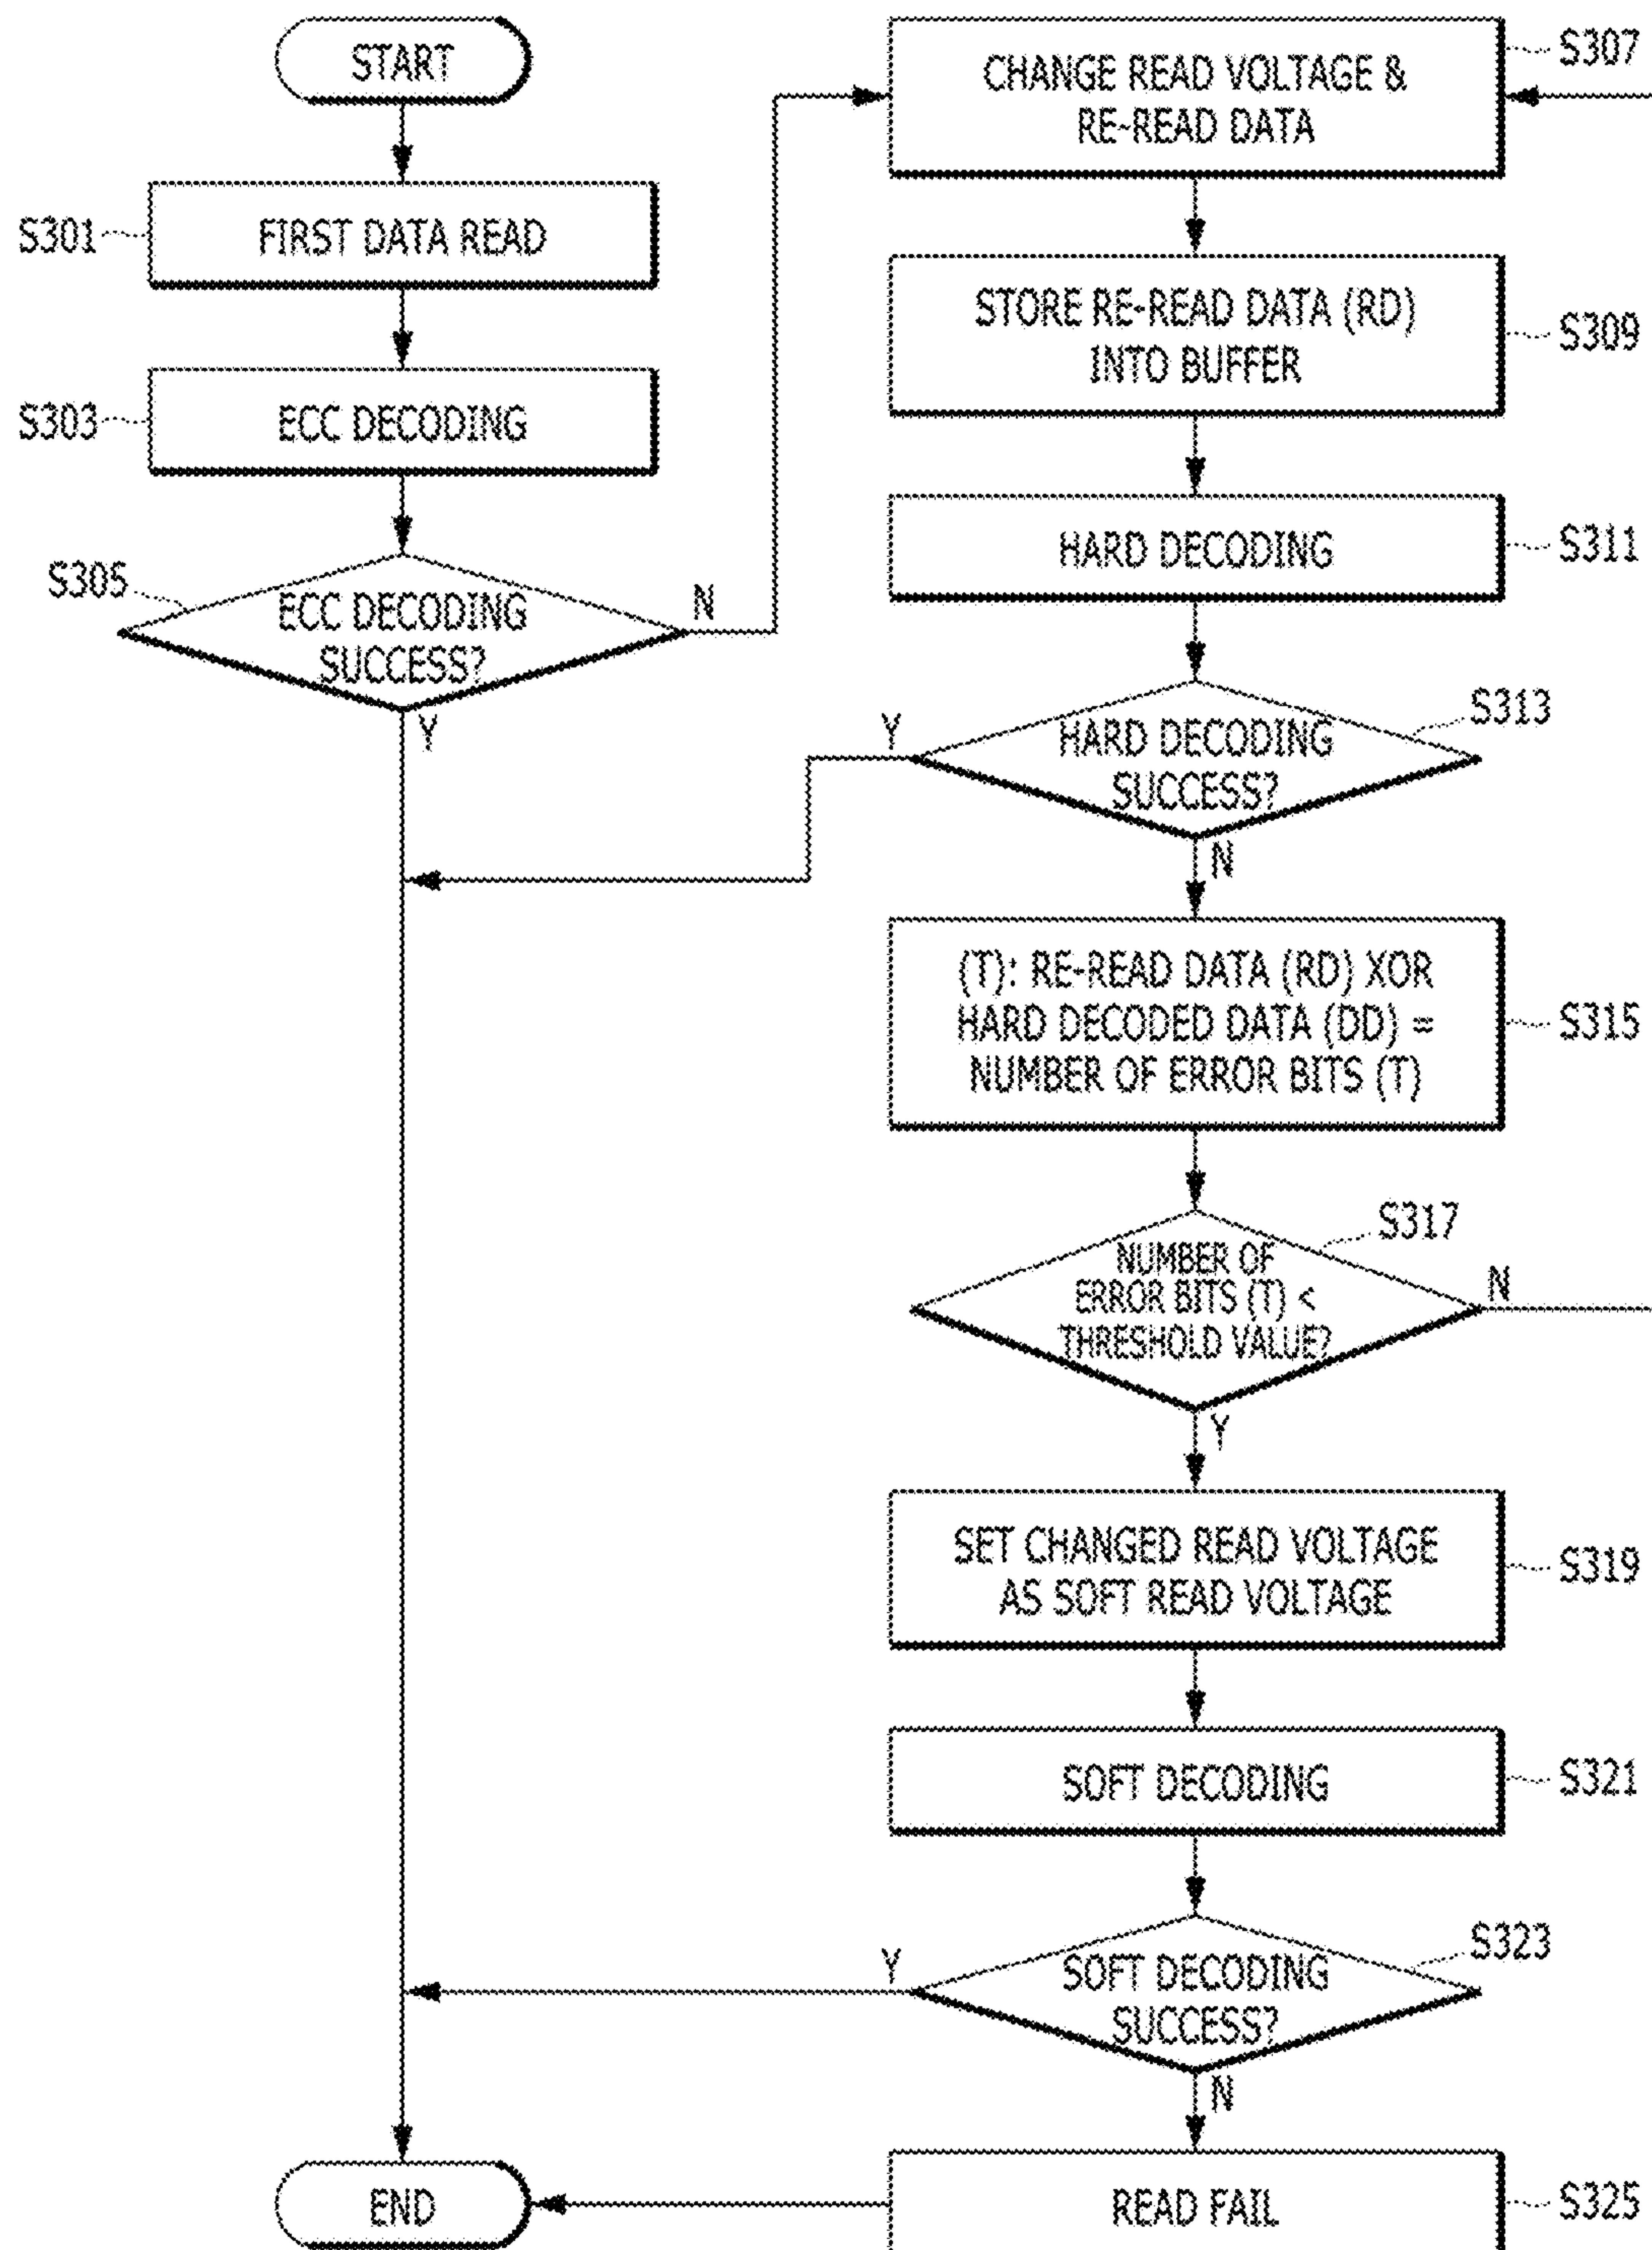 START
S301
FIRST DATA READ
S303
ECC DECODING
S305
ECC DECODING
SUCCESS?
N
Y
CHANGE READ VOLTAGE &
RE-READ DATA
S307
STORE RE-READ DATA (RD)
INTO BUFFER
S309
HARD DECODING
S311
HARD DECODING
SUCCESS?
S313
Y
N
(T): RE-READ DATA (RD) XOR
HARD DECODED DATA (DD) =
NUMBER OF ERROR BITS (T)
S315
NUMBER OF
ERROR BITS (T) <
THRESHOLD VALUE?
S317
N
Y
SET CHANGED READ VOLTAGE
AS SOFT READ VOLTAGE
S319
SOFT DECODING
S321
SOFT DECODING
SUCCESS?
S323
Y
N
READ FAIL
S325
END